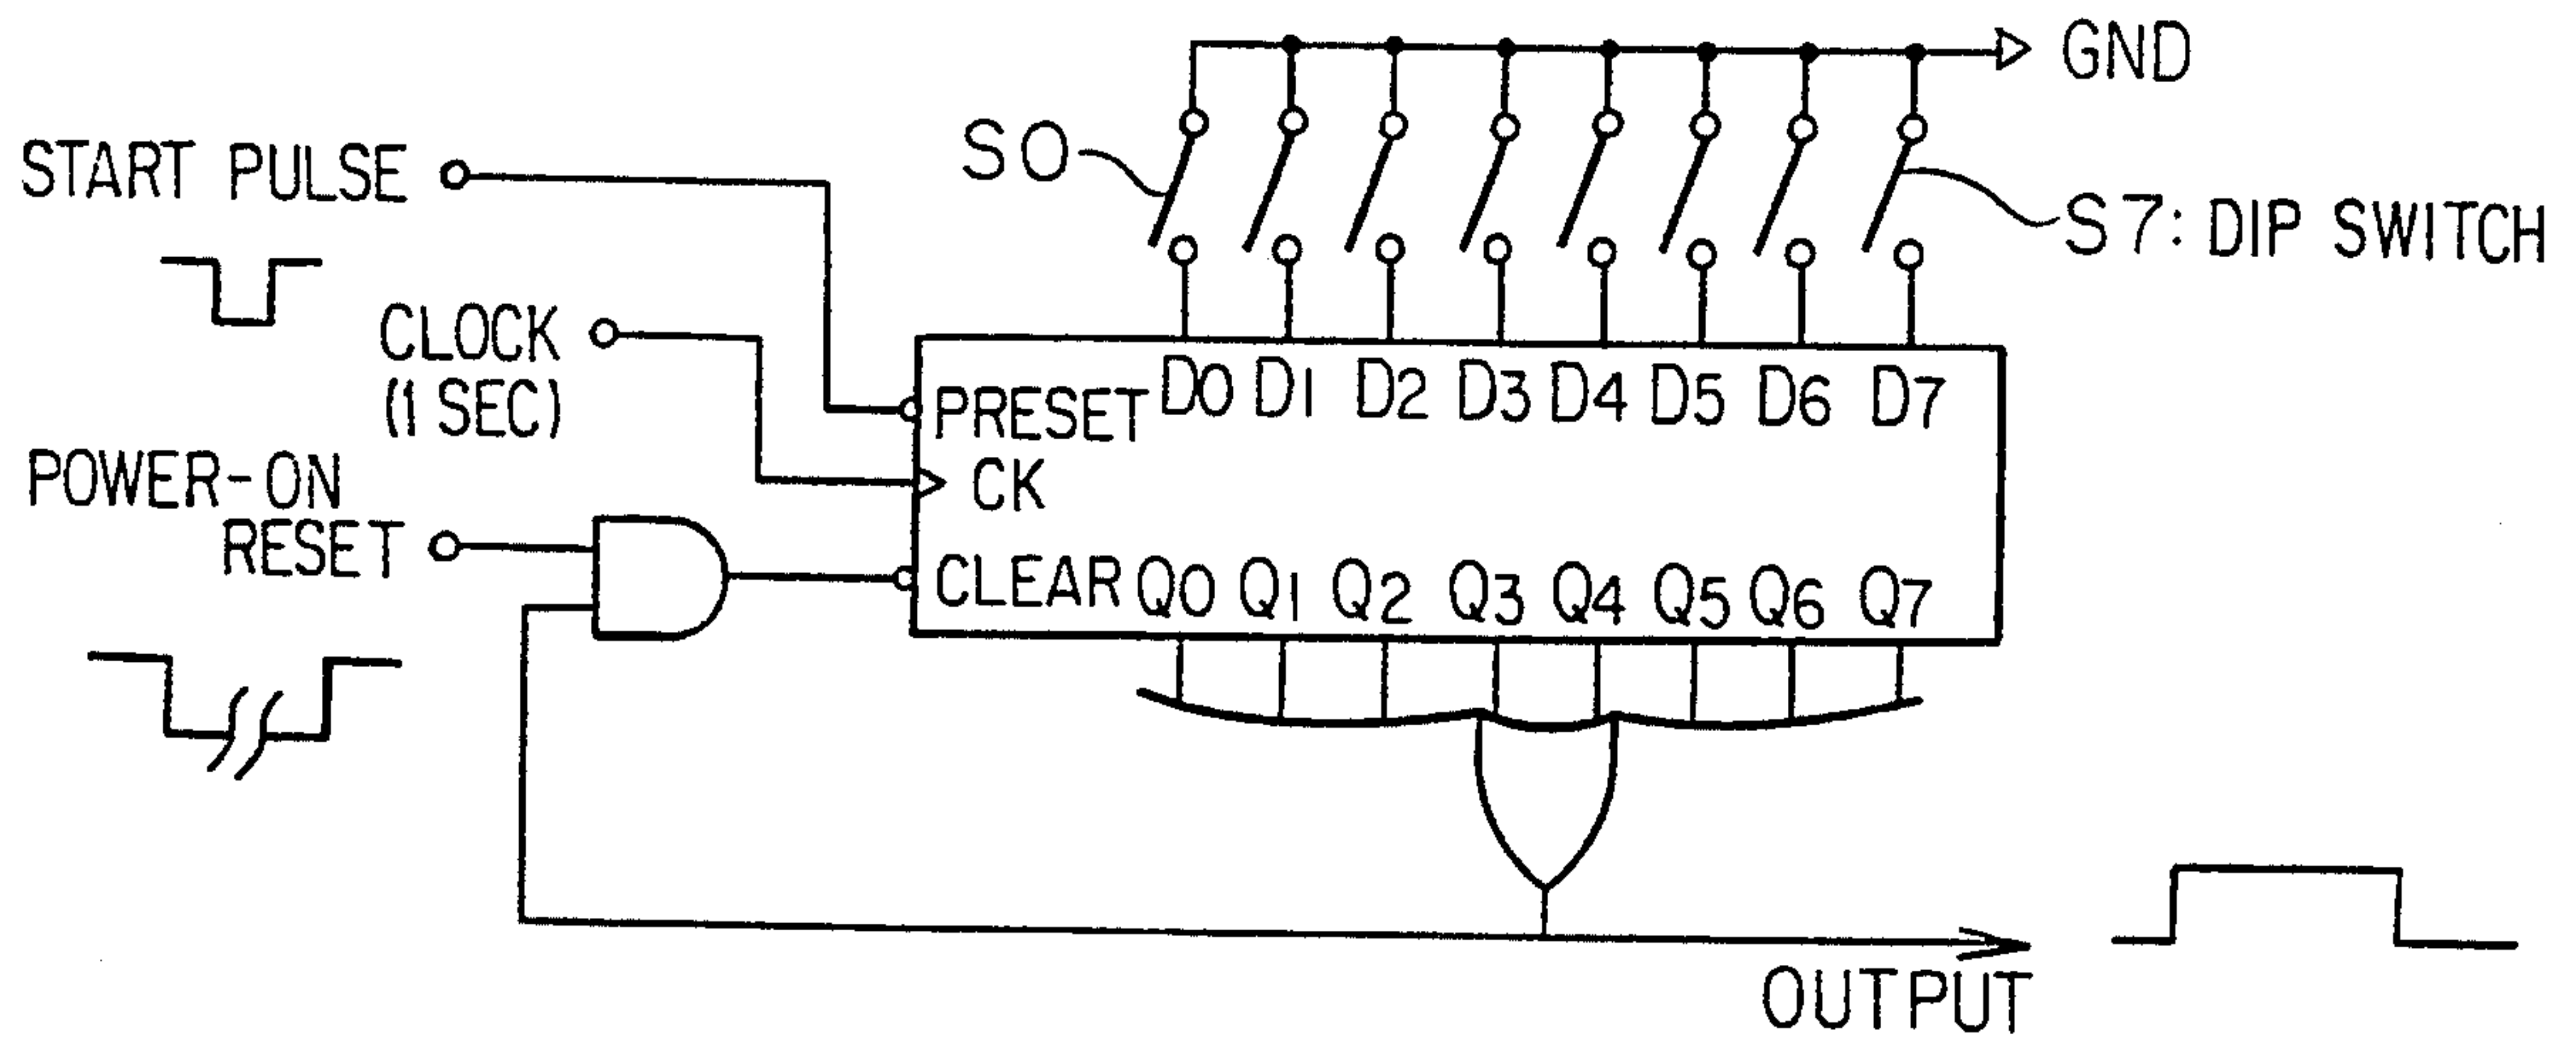 GND
START PULSE
S0
S7: DIP SWITCH
CLOCK
(1 SEC)
D0 D1 D2 D3 D4 D5 D6 D7
PRESET
POWER-ON
RESET
CK
CLEAR
Q0 Q1 Q2 Q3 Q4 Q5 Q6 Q7
OUTPUT